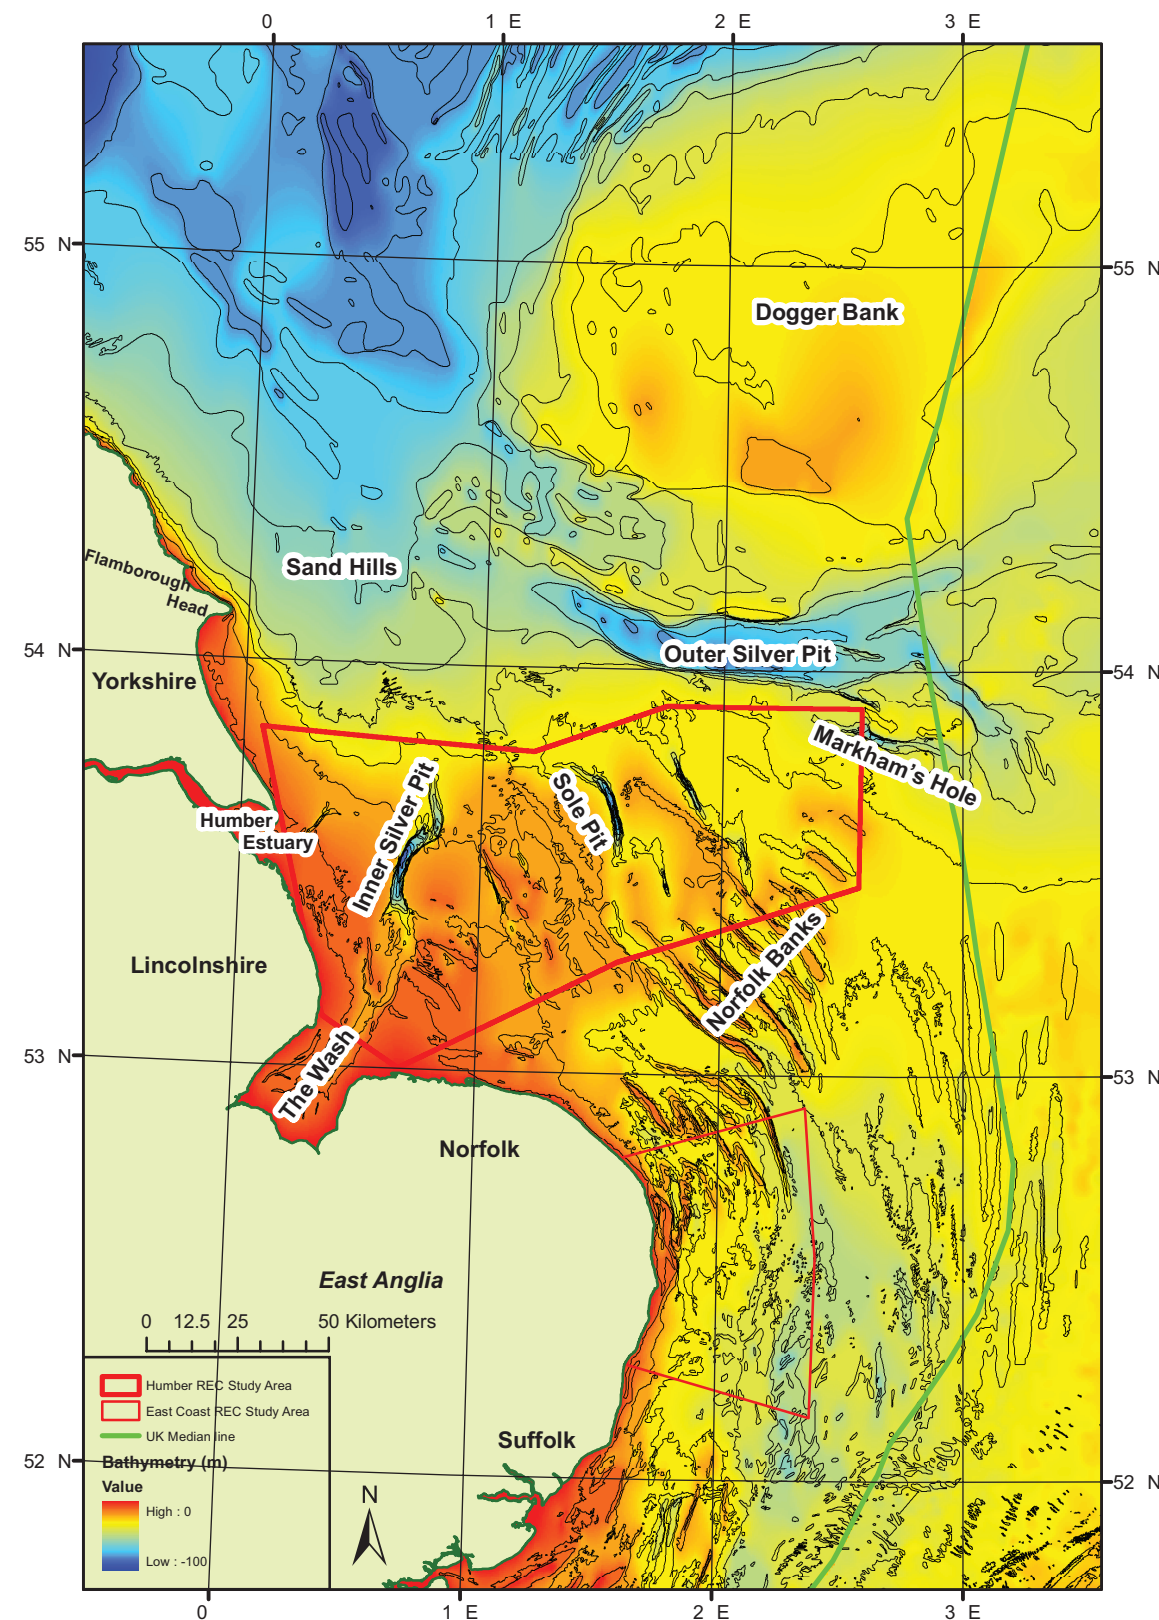 0
1 E
2 E
3 E
55 N
55 N
Dogger Bank
Sand Hills
Flamborough
Head
54 N
Outer Silver Pit
54 N
Yorkshire
Markham's Hole
Inner Silver Pit
Sole Pit
Humber
Estuary
Lincolnshire
Norfolk Banks
53 N
The Wash
53 N
Norfolk
East Anglia
0 12.5 25 50 Kilometers
Humber REC Study Area
East Coast REC Study Area
UK Median line
Bathymetry (m)
Value
High : 0
Low : -100
Suffolk
52 N
52 N
N
0
1 E
2 E
3 E